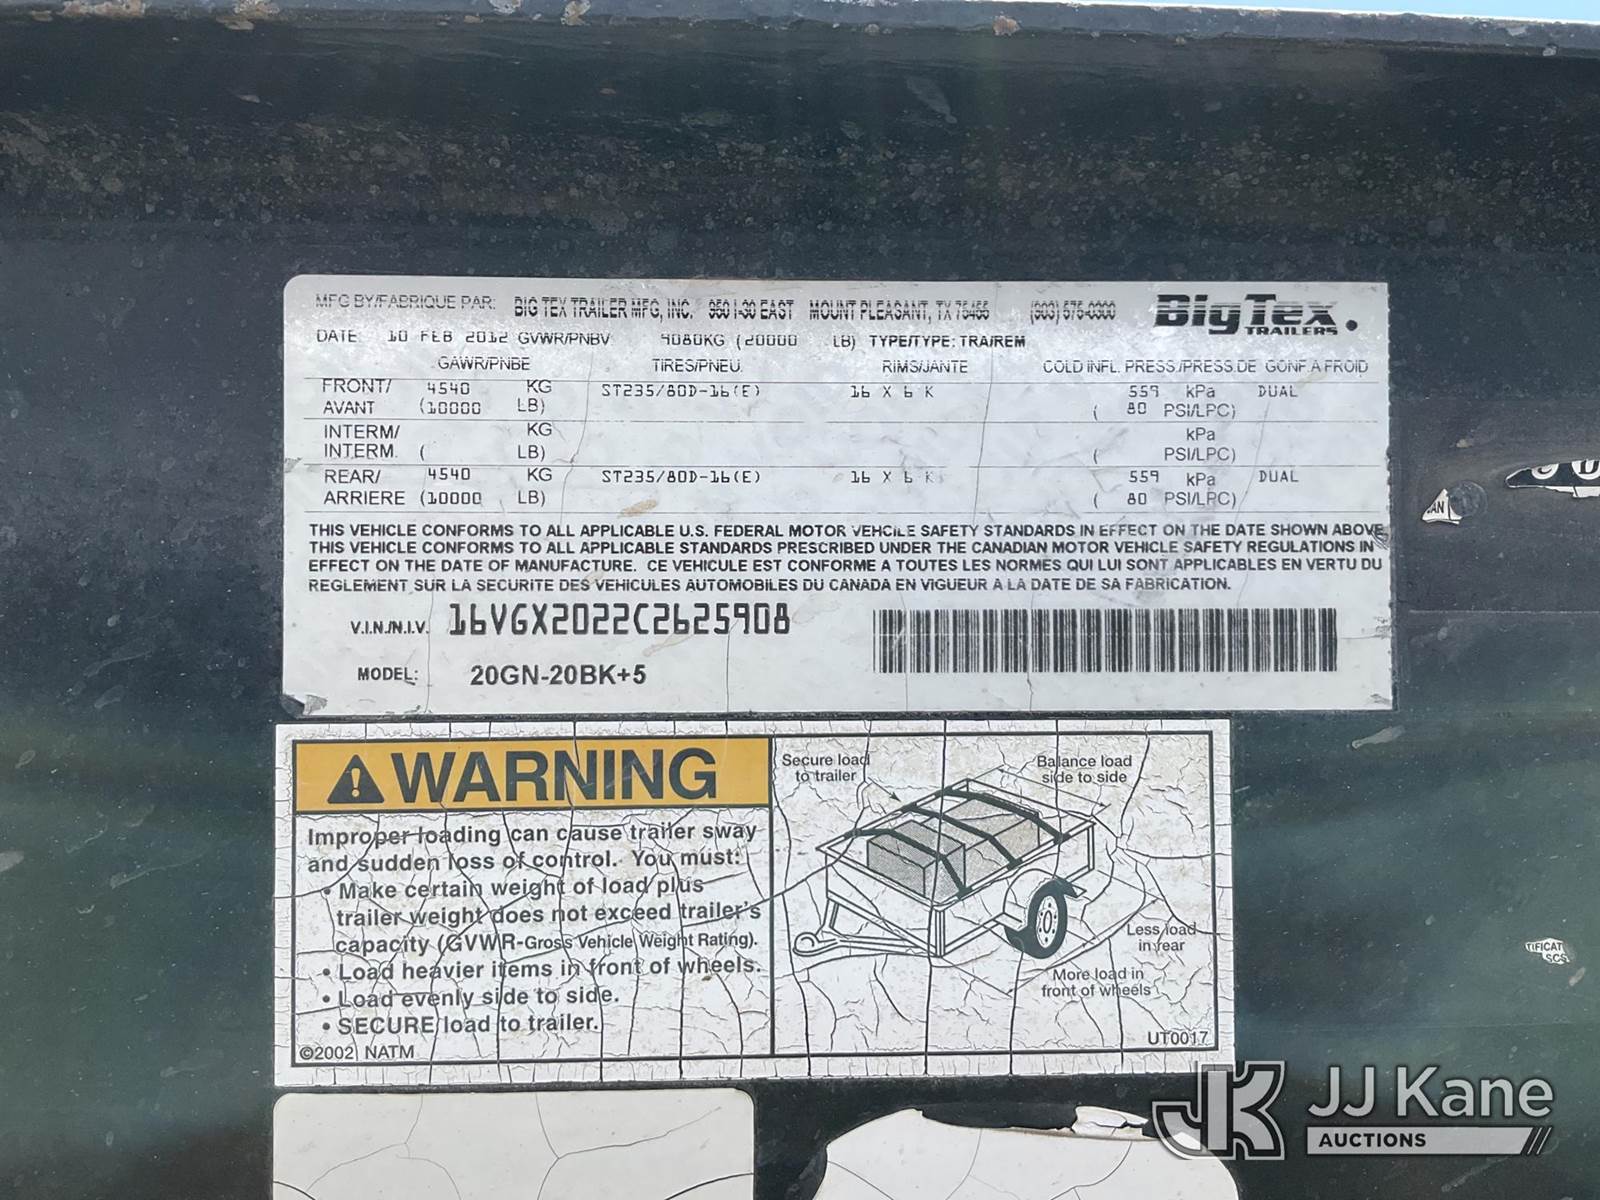 MFG BY/FABRIQUE PAR: BIG TEX TRAILER MFG, INC. 950 I-30 EAST MOUNT PLEASANT, TX 75455 (903) 575-0300 BigTex TRAILERS
DATE: 10 FEB 2012 GVWR/PNBV 9080KG (20000 LB) TYPE/TYPE: TRA/REM
GAWR/PNBE TIRES/PNEU. RIMS/JANTE COLD INFL. PRESS./PRESS. DE GONF. A FROID
FRONT/ 4540 KG ST235/80D-16(E) 16 X 6 K 559 kPa DUAL
AVANT (10000 LB) ( 80 PSI/LPC)
INTERM/ KG kPa
INTERM. ( LB) ( PSI/LPC)
REAR/ 4540 KG ST235/80D-16(E) 16 X 6 K 559 kPa DUAL
ARRIERE (10000 LB) ( 80 PSI/LPC)
THIS VEHICLE CONFORMS TO ALL APPLICABLE U.S. FEDERAL MOTOR VEHCILE SAFETY STANDARDS IN EFFECT ON THE DATE SHOWN ABOVE
THIS VEHICLE CONFORMS TO ALL APPLICABLE STANDARDS PRESCRIBED UNDER THE CANADIAN MOTOR VEHICLE SAFETY REGULATIONS IN
EFFECT ON THE DATE OF MANUFACTURE. CE VEHICULE EST CONFORME A TOUTES LES NORMES QUI LUI SONT APPLICABLES EN VERTU DU
REGLEMENT SUR LA SECURITE DES VEHICULES AUTOMOBILES DU CANADA EN VIGUEUR A LA DATE DE SA FABRICATION.
V.I.N./N.I.V. 16VGX2022C2625908
MODEL: 20GN-20BK+5
WARNING
Improper loading can cause trailer sway
and sudden loss of control. You must:
• Make certain weight of load plus
trailer weight does not exceed trailer's
capacity (GVWR-Gross Vehicle Weight Rating).
• Load heavier items in front of wheels.
• Load evenly side to side.
• SECURE load to trailer.
©2002 NATM
Secure load
to trailer
Balance load
side to side
Less load
in rear
More load in
front of wheels
UT0017
TIFICAT
JK JJ Kane
AUCTIONS